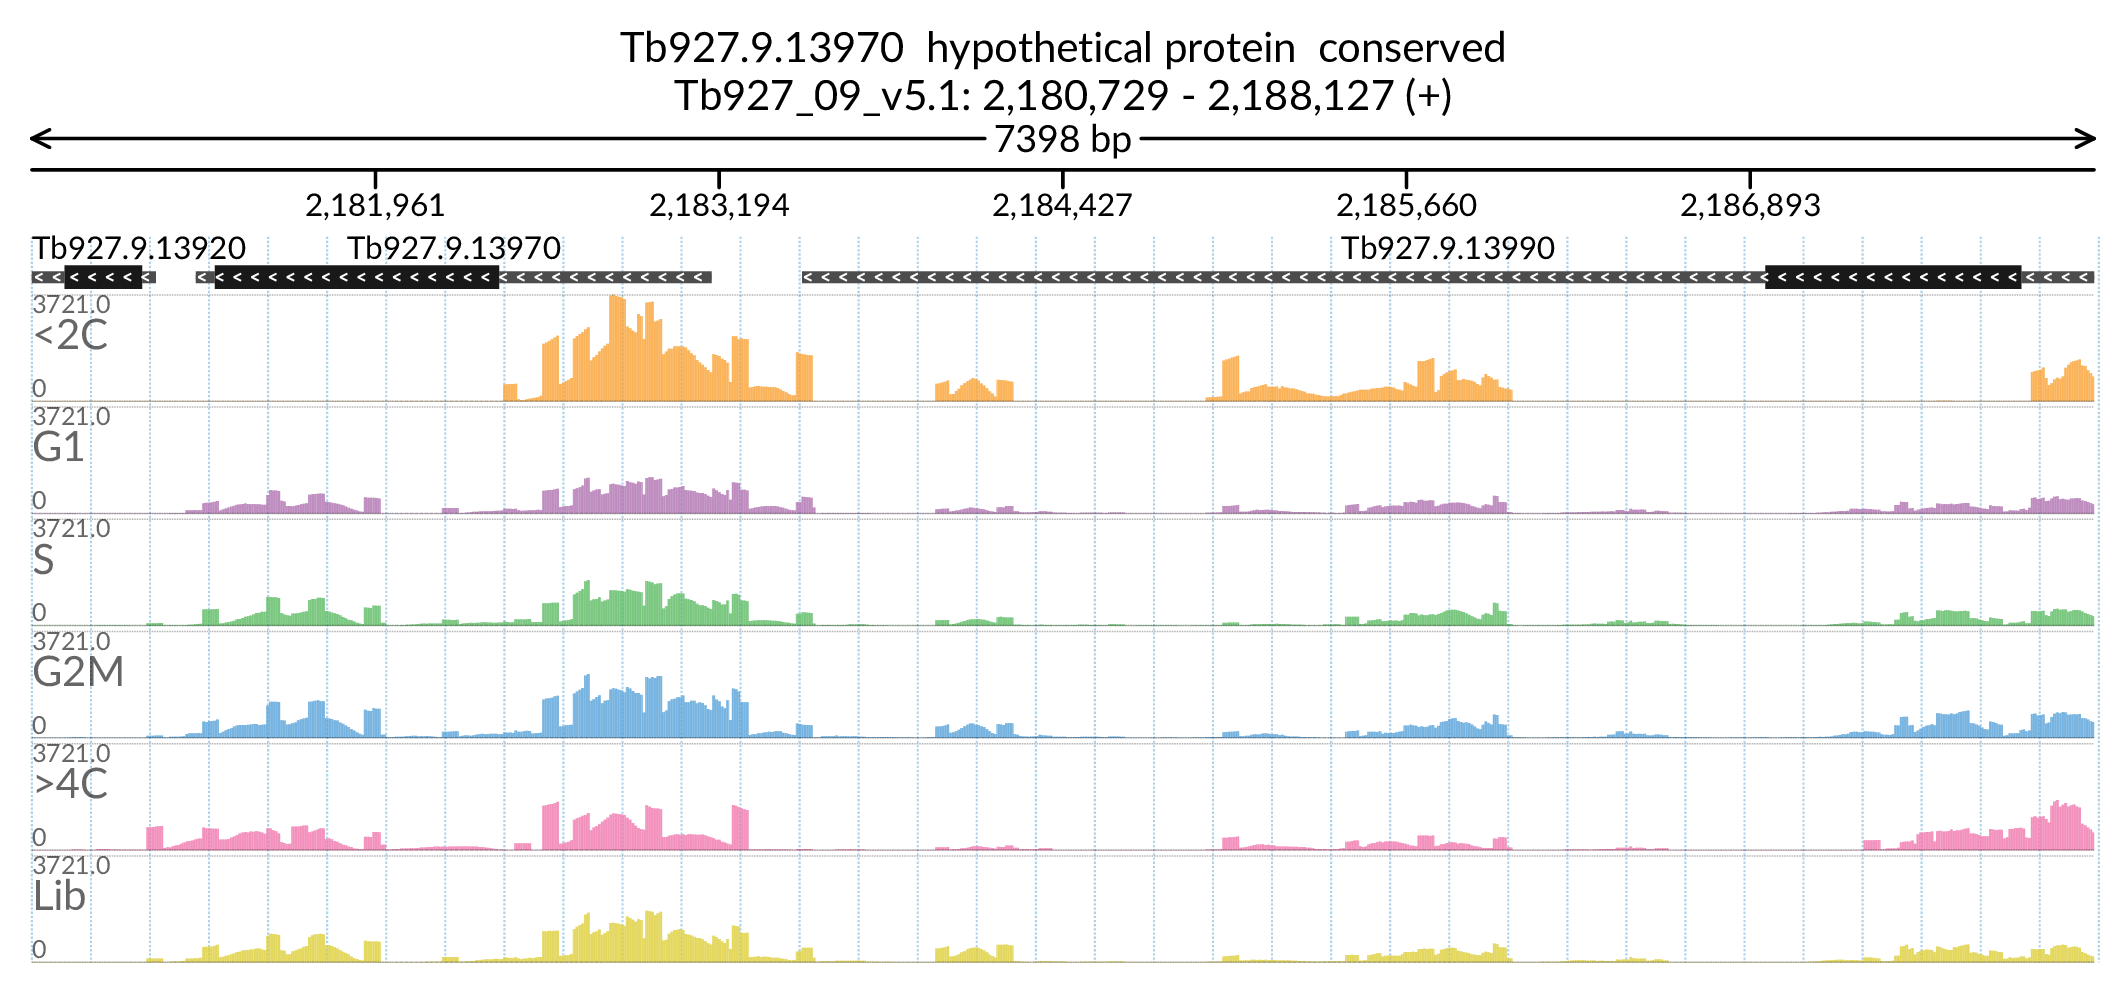 Tb927.9.13970  hypothetical protein  conserved
Tb927_09_v5.1: 2,180,729 - 2,188,127 (+)
7398 bp
2,181,961 2,183,194 2,184,427 2,185,660 2,186,893
Tb927.9.13920 Tb927.9.13970 Tb927.9.13990
3721.0
<2C
0
3721.0
G1
0
3721.0
S
0
3721.0
G2M
0
3721.0
>4C
0
3721.0
Lib
0